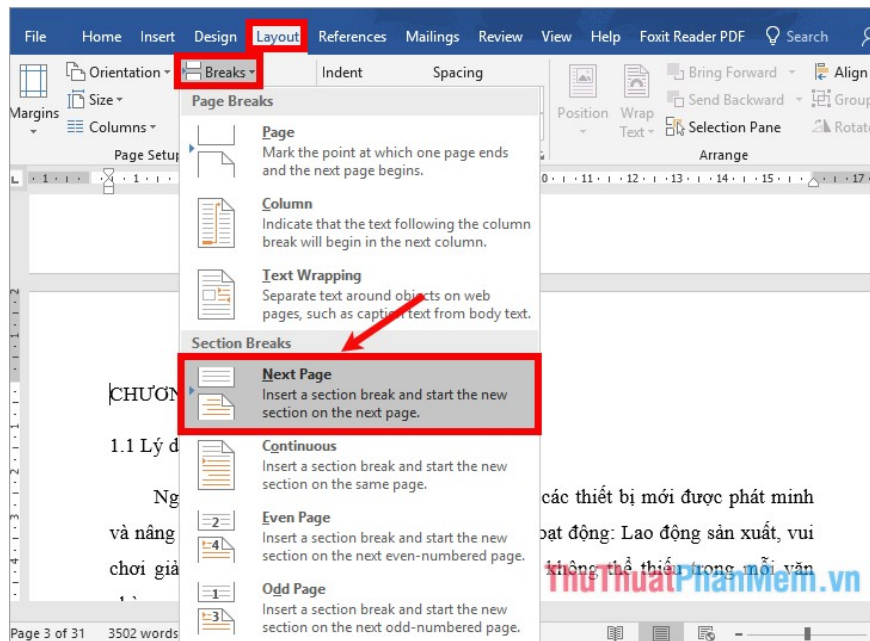 File Home Insert Design Layout References Mailings Review View Help Foxit Reader PDF Search
Orientation Breaks Indent Spacing Bring Forward Align
Margins Size Position Wrap Text Send Backward Group
Columns Selection Pane Rotate
Page Setup Arrange
Page Breaks
Page
Mark the point at which one page ends
and the next page begins.
Column
Indicate that the text following the column
break will begin in the next column.
Text Wrapping
Separate text around objects on web
pages, such as caption text from body text.
Section Breaks
Next Page
Insert a section break and start the new
section on the next page.
Continuous
Insert a section break and start the new
section on the same page.
Even Page
Insert a section break and start the new
section on the next even-numbered page.
Odd Page
Insert a section break and start the new
section on the next odd-numbered page.
CHƯƠN
1.1 Lý d
Ng các thiết bị mới được phát minh
và nâng oạt động: Lao động sản xuất, vui
chơi giả không thể thiếu trong mỗi văn
ThuThuatPhanMem.vn
Page 3 of 31 3502 words